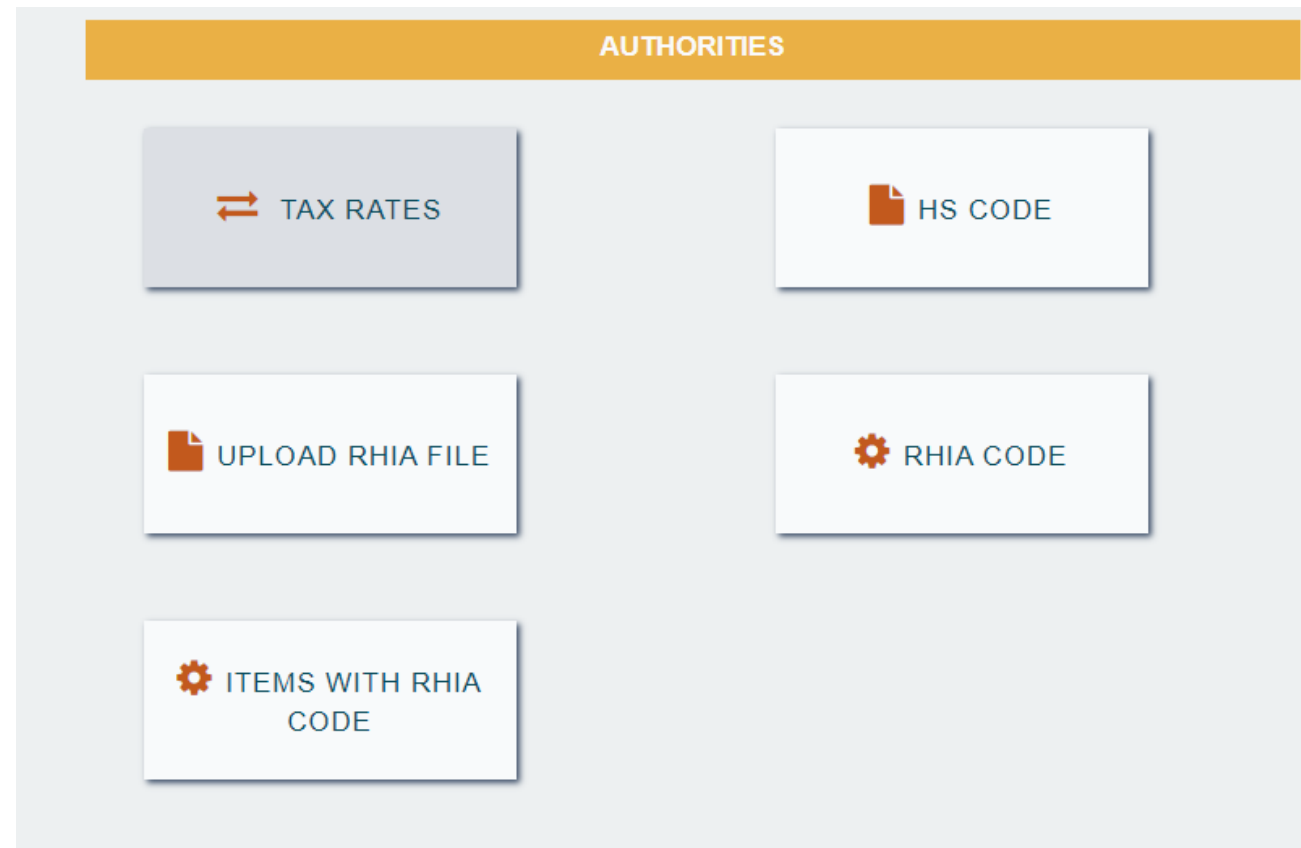 AUTHORITIES
TAX RATES
HS CODE
UPLOAD RHIA FILE
RHIA CODE
ITEMS WITH RHIA
CODE